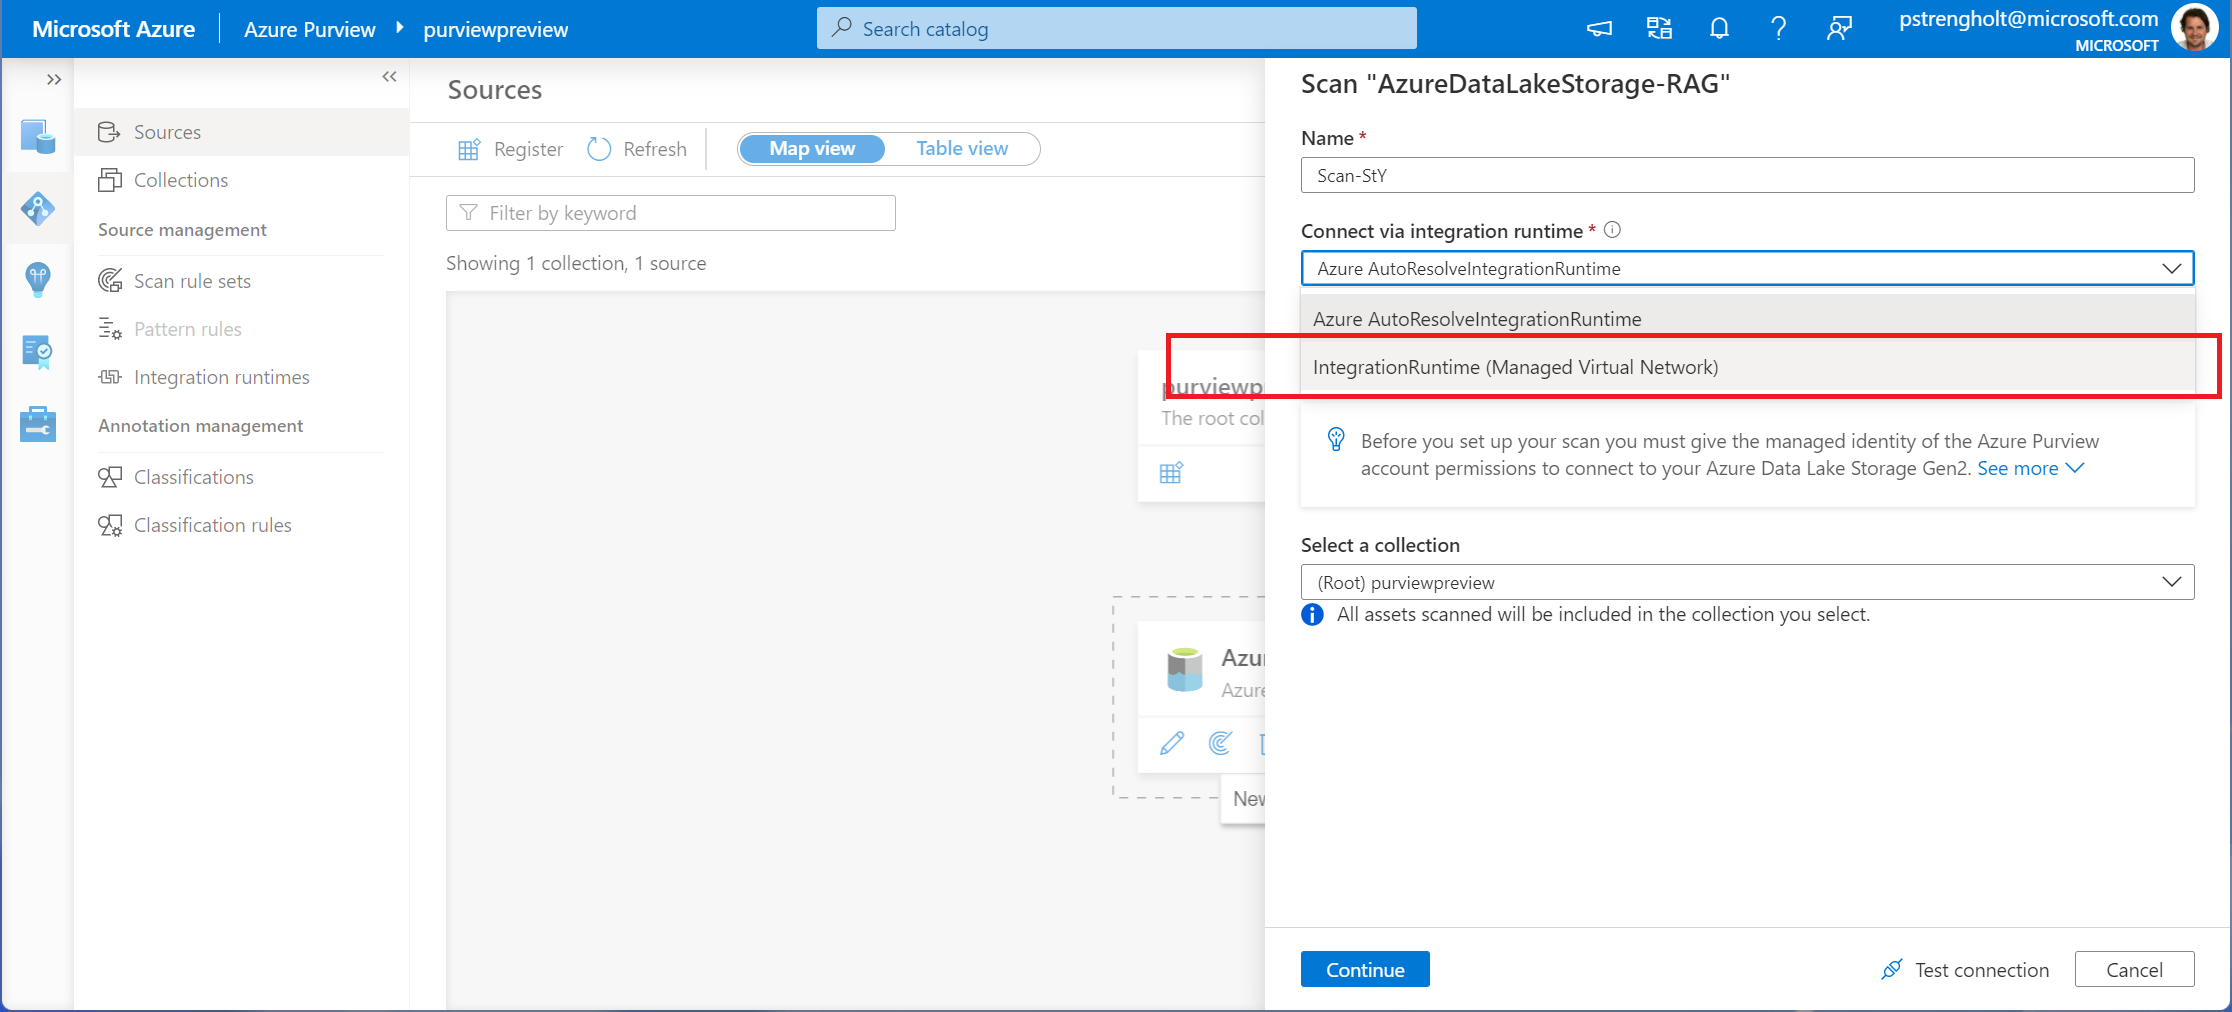 Microsoft Azure
Azure Purview
purviewpreview
Search catalog
pstrengholt@microsoft.com
MICROSOFT
Sources
Collections
Source management
Scan rule sets
Pattern rules
Integration runtimes
Annotation management
Classifications
Classification rules
Sources
Register
Refresh
Map view
Table view
Filter by keyword
Showing 1 collection, 1 source
purviewp
The root col
Azu
Azure
New
Scan "AzureDataLakeStorage-RAG"
Name *
Scan-StY
Connect via integration runtime *
Azure AutoResolveIntegrationRuntime
Azure AutoResolveIntegrationRuntime
IntegrationRuntime (Managed Virtual Network)
Before you set up your scan you must give the managed identity of the Azure Purview
account permissions to connect to your Azure Data Lake Storage Gen2. See more
Select a collection
(Root) purviewpreview
All assets scanned will be included in the collection you select.
Continue
Test connection
Cancel